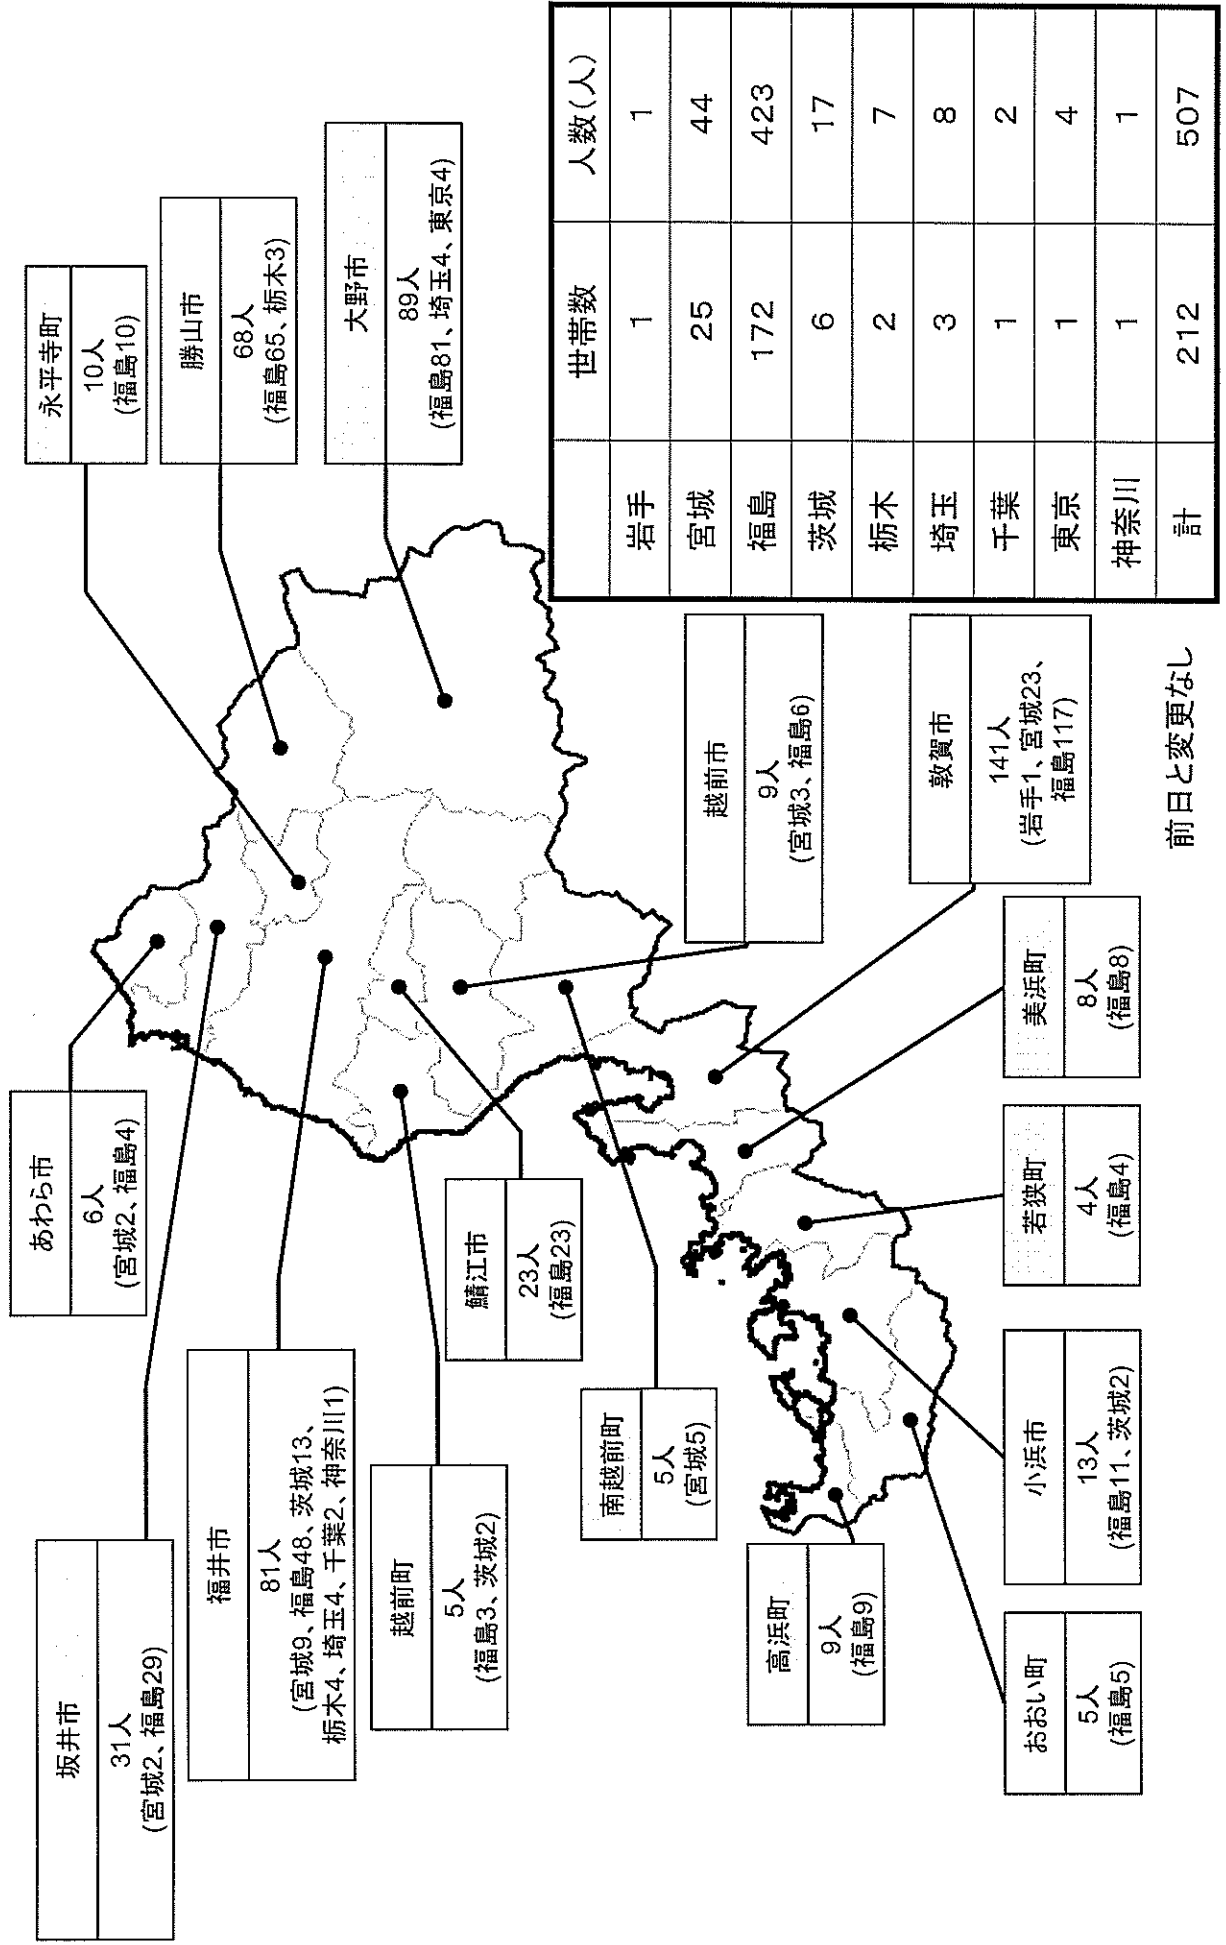 坂井市
31人
(宮城2、福島29)
あわら市
6人
(宮城2、福島4)
永平寺町
10人
(福島10)
勝山市
68人
(福島65、栃木3)
大野市
89人
(福島81、埼玉4、東京4)
福井市
81人
(宮城9、福島48、茨城13、
栃木4、埼玉4、千葉2、神奈川1)
越前町
5人
(福島3、茨城2)
鯖江市
23人
(福島23)
南越前町
5人
(宮城5)
越前市
9人
(宮城3、福島6)
敦賀市
141人
(岩手1、宮城23、
福島117)
高浜町
9人
(福島9)
おおい町
5人
(福島5)
小浜市
13人
(福島11、茨城2)
若狭町
4人
(福島4)
美浜町
8人
(福島8)
世帯数 人数(人)
岩手 1 1
宮城 25 44
福島 172 423
茨城 6 17
栃木 2 7
埼玉 3 8
千葉 1 2
東京 1 4
神奈川 1 1
計 212 507
前日と変更なし